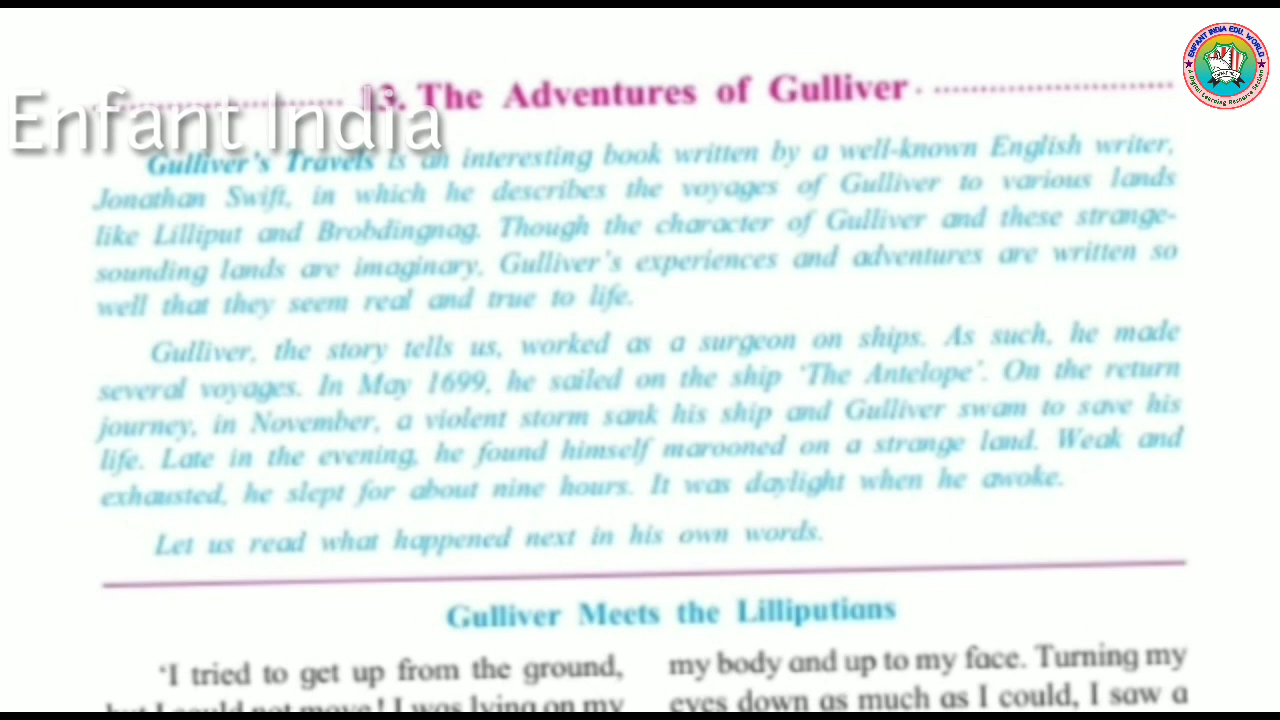 ENFANT INDIA EDU. WORLD
A Digital Learning Resource
Enfant India
13. The Adventures of Gulliver
Gulliver's Travels is an interesting book written by a well-known English writer,
Jonathan Swift, in which he describes the voyages of Gulliver to various lands
like Lilliput and Brobdingnag. Though the character of Gulliver and these strange-
sounding lands are imaginary, Gulliver's experiences and adventures are written so
well that they seem real and true to life.
Gulliver, the story tells us, worked as a surgeon on ships. As such, he made
several voyages. In May 1699, he sailed on the ship 'The Antelope'. On the return
journey, in November, a violent storm sank his ship and Gulliver swam to save his
life. Late in the evening, he found himself marooned on a strange land. Weak and
exhausted, he slept for about nine hours. It was daylight when he awoke.
Let us read what happened next in his own words.
Gulliver Meets the Lilliputians
'I tried to get up from the ground,
but I could not move! I was lying on my
my body and up to my face. Turning my
eyes down as much as I could, I saw a